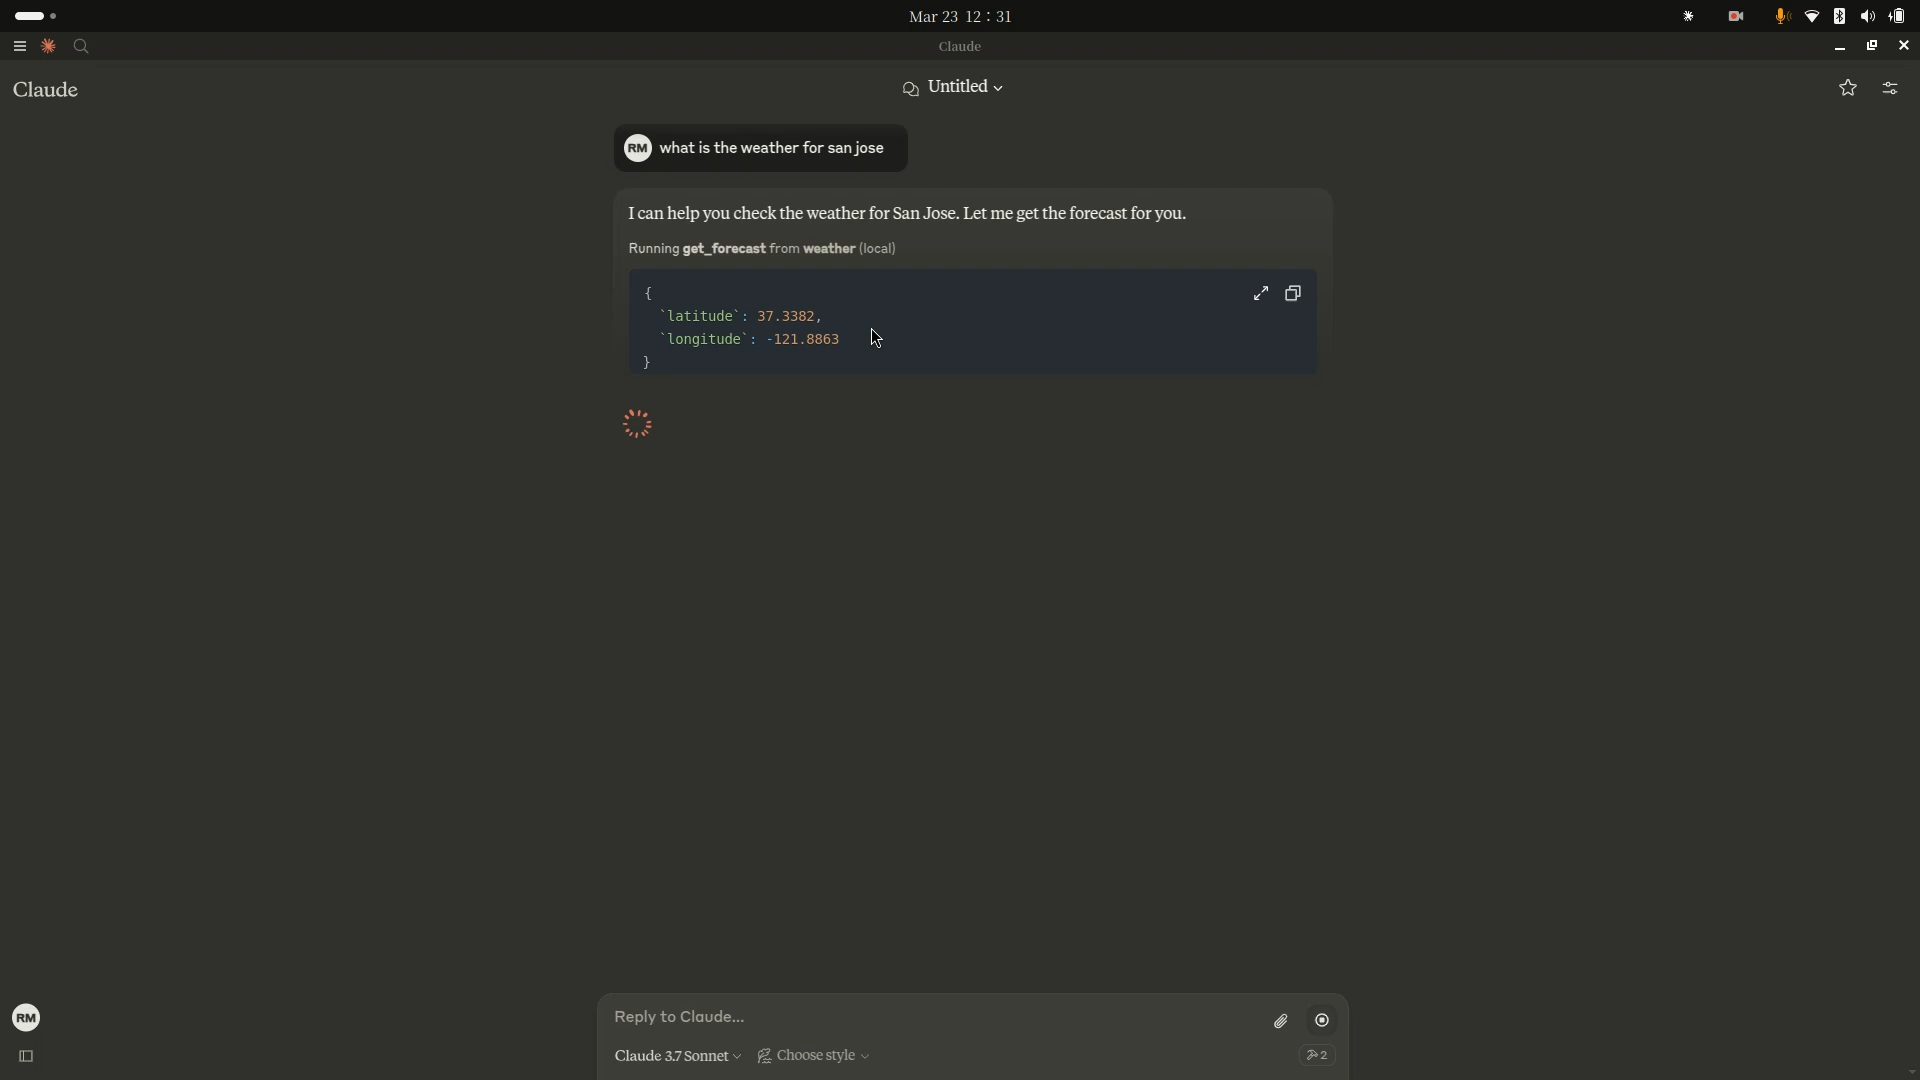 Mar 23 12 : 31
Claude
Claude
Untitled
RM
what is the weather for san jose
I can help you check the weather for San Jose. Let me get the forecast for you.
Running get_forecast from weather (local)
{
`latitude`: 37.3382,
`longitude`: -121.8863
}
RM
Reply to Claude...
Claude 3.7 Sonnet
Choose style
2